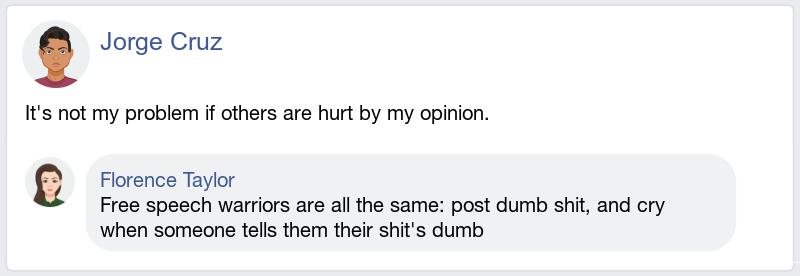 Jorge Cruz
It's not my problem if others are hurt by my opinion.
Florence Taylor
Free speech warriors are all the same: post dumb shit, and cry
when someone tells them their shit's dumb